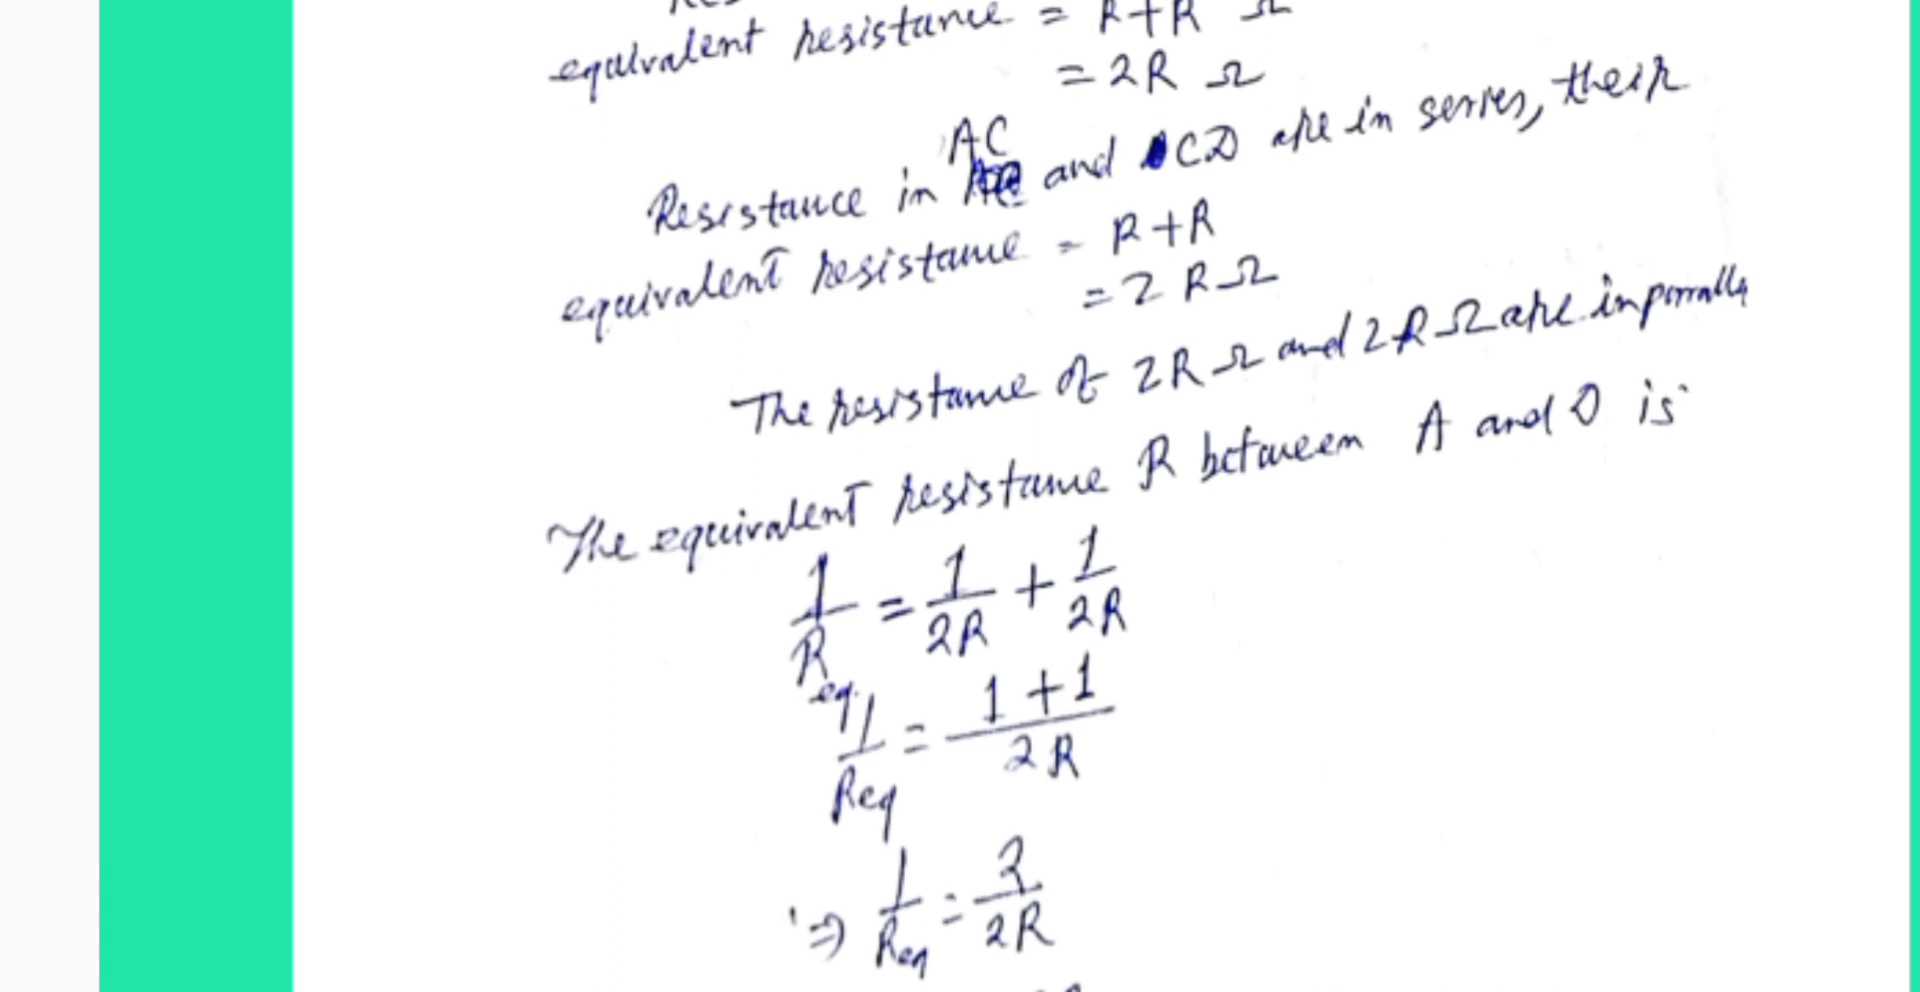 equivalent resistance = R+R Ω
= 2R Ω
AC
Resistance in and CD are in series, their
equivalent resistance = R+R
= 2 R Ω
The resistance of 2R Ω and 2R Ω are in parrally
The equivalent resistance R between A and D is
1/R eq. = 1/2R + 1/2R
1/Req = 1+1/2R
⇒ 1/Req = 2/2R